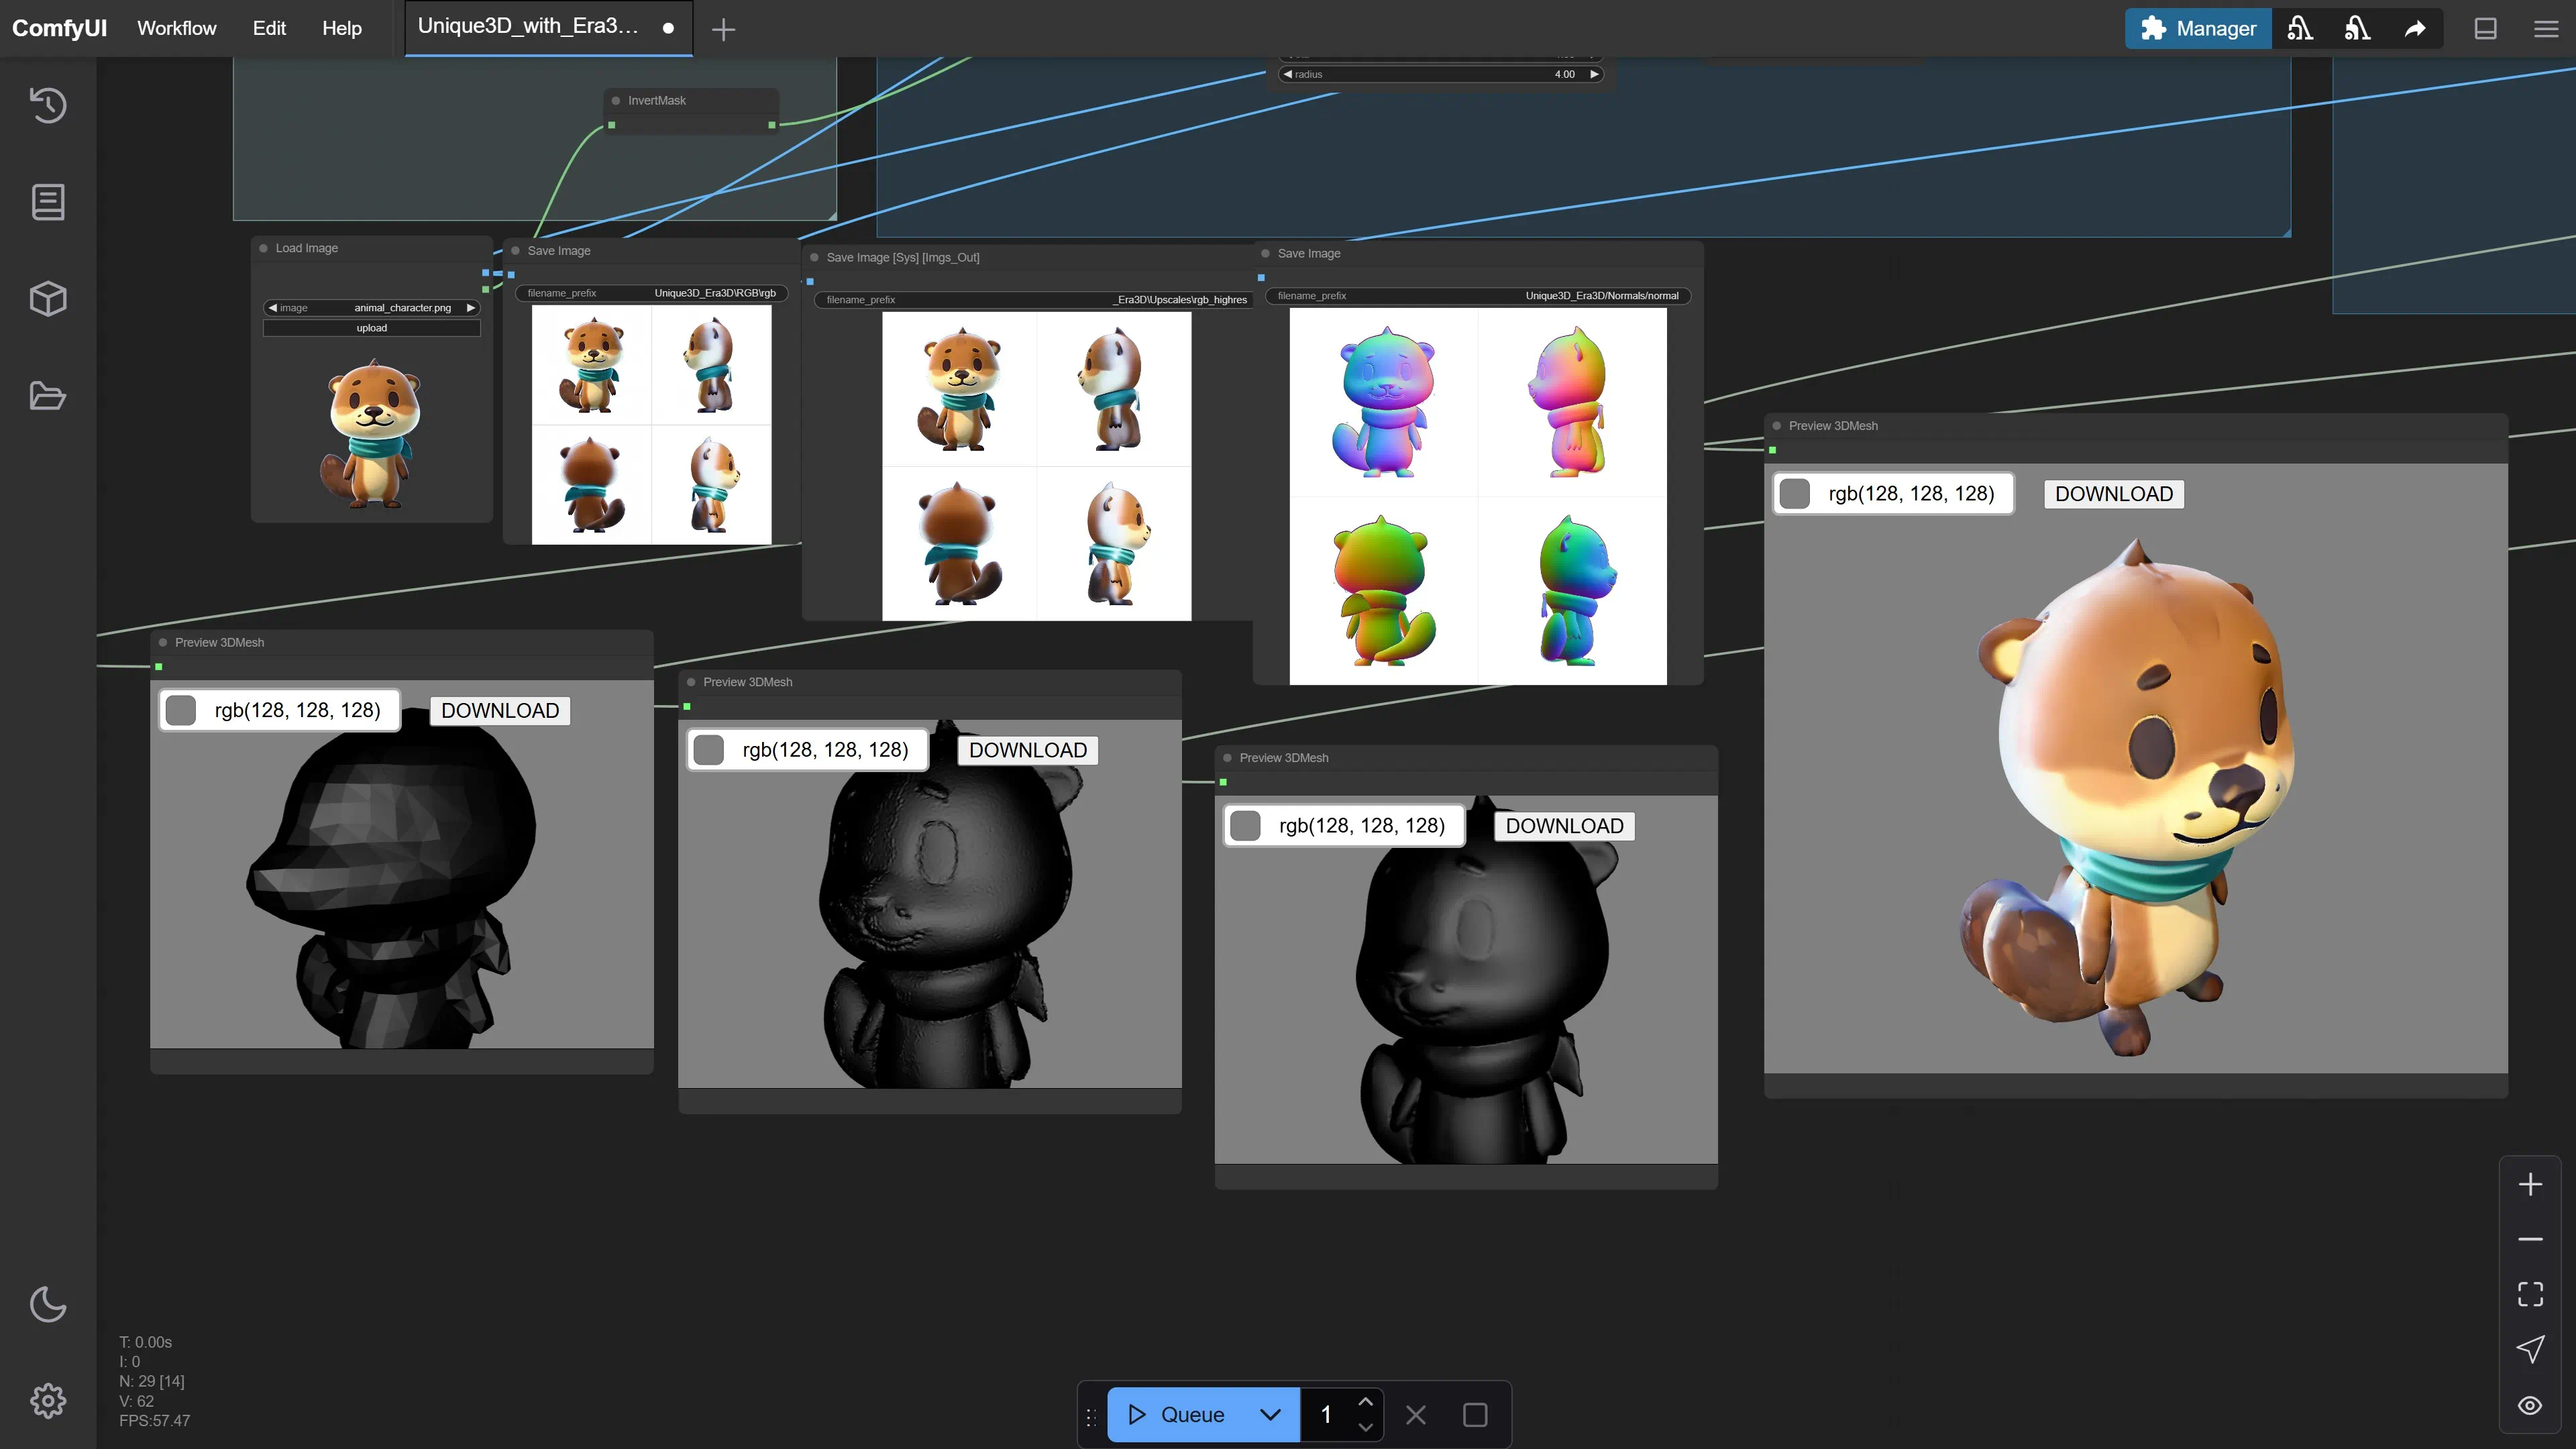 ComfyUI Workflow Edit Help Unique3D_with_Era3... Manager
radius 4.00
InvertMask
Load Image
image animal_character.png
upload
Save Image
filename_prefix Unique3D_Era3D\RGB\rgb
Save Image [Sys] [Imgs_Out]
filename_prefix _Era3D\Upscales\rgb_highres
Save Image
filename_prefix Unique3D_Era3D/Normals/normal
Preview 3DMesh
rgb(128, 128, 128) DOWNLOAD
Preview 3DMesh
rgb(128, 128, 128) DOWNLOAD
Preview 3DMesh
rgb(128, 128, 128) DOWNLOAD
Preview 3DMesh
rgb(128, 128, 128) DOWNLOAD
T: 0.00s
I: 0
N: 29 [14]
V: 62
FPS:57.47
Queue 1